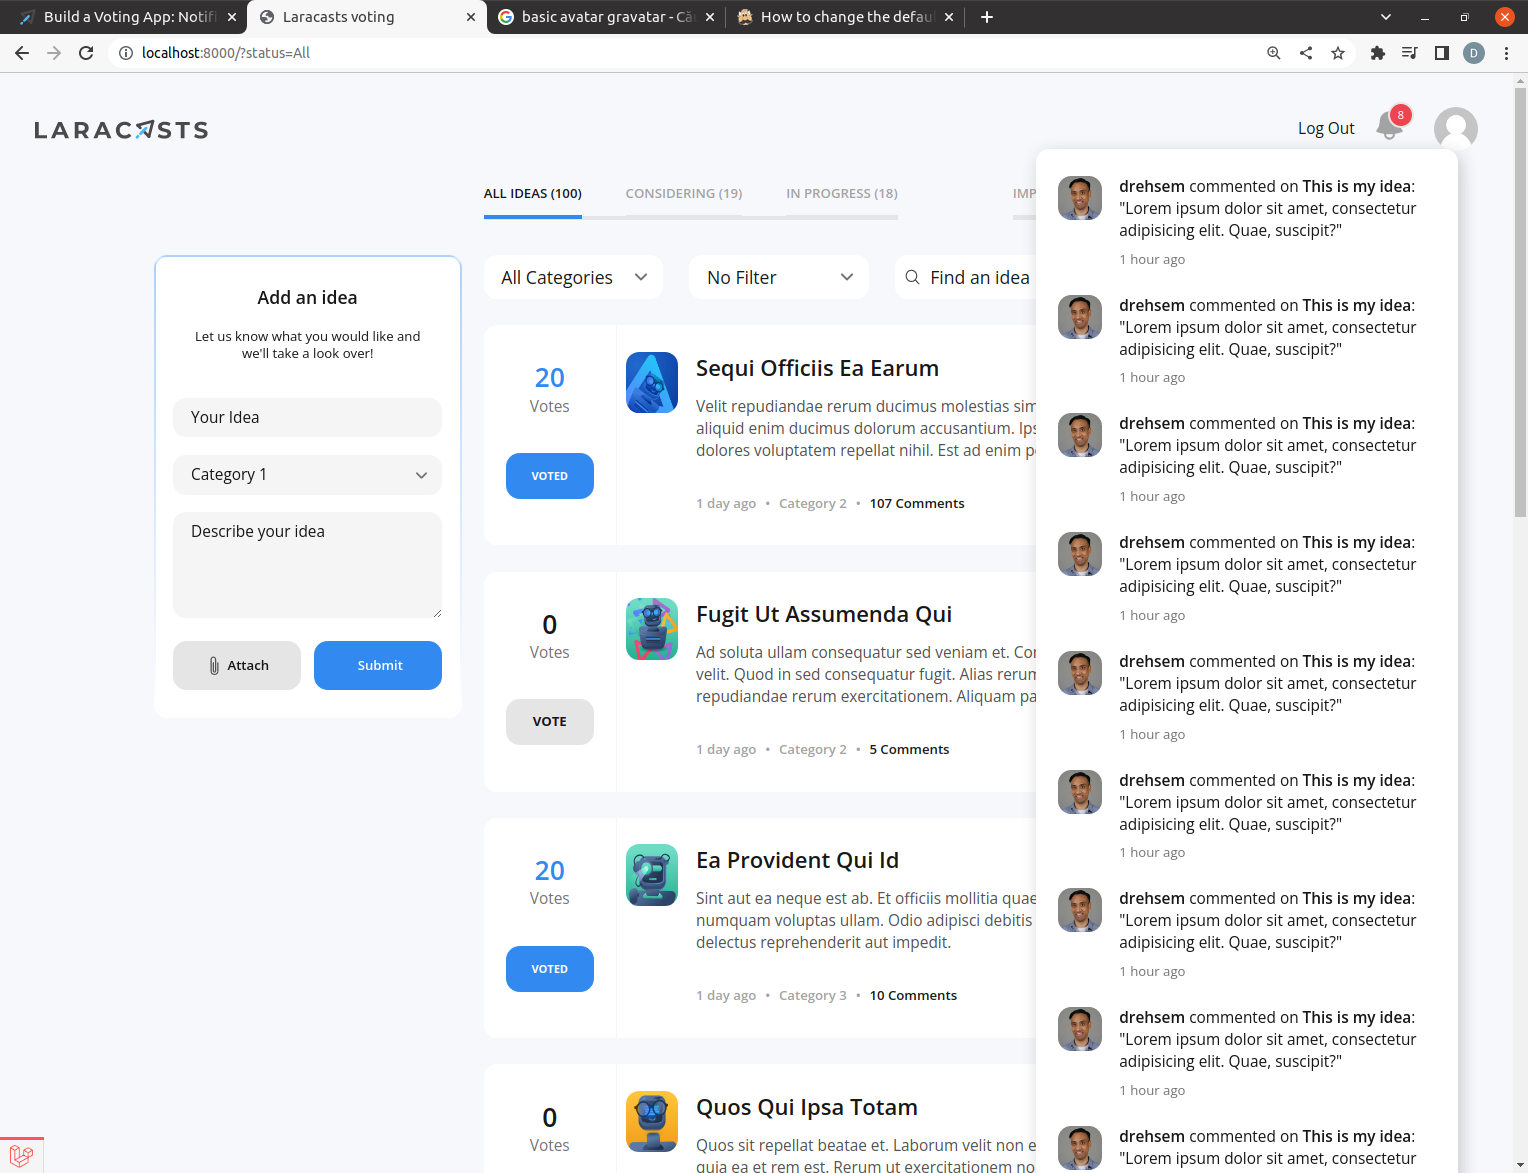 Build a Voting App: Notifi
Laracasts voting
basic avatar gravatar - Că
How to change the defau
localhost:8000/?status=All
D
LARACASTS
Log Out
8
ALL IDEAS (100)
CONSIDERING (19)
IN PROGRESS (18)
IMP
Add an idea
Let us know what you would like and
we'll take a look over!
Your Idea
Category 1
Describe your idea
Attach
Submit
All Categories
No Filter
Find an idea
20
Votes
VOTED
Sequi Officiis Ea Earum
Velit repudiandae rerum ducimus molestias sim
aliquid enim ducimus dolorum accusantium. Ips
dolores voluptatem repellat nihil. Est ad enim p
1 day ago • Category 2 • 107 Comments
0
Votes
VOTE
Fugit Ut Assumenda Qui
Ad soluta ullam consequatur sed veniam et. Cor
velit. Quod in sed consequatur fugit. Alias rerum
repudiandae rerum exercitationem. Aliquam pa
1 day ago • Category 2 • 5 Comments
20
Votes
VOTED
Ea Provident Qui Id
Sint aut ea neque est ab. Et officiis mollitia quae
numquam voluptas ullam. Odio adipisci debitis
delectus reprehenderit aut impedit.
1 day ago • Category 3 • 10 Comments
0
Votes
Quos Qui Ipsa Totam
Quos sit repellat beatae et. Laborum velit non e
quia ea et rem est. Rerum ut exercitationem no
drehsem commented on This is my idea:
"Lorem ipsum dolor sit amet, consectetur
adipisicing elit. Quae, suscipit?"
1 hour ago
drehsem commented on This is my idea:
"Lorem ipsum dolor sit amet, consectetur
adipisicing elit. Quae, suscipit?"
1 hour ago
drehsem commented on This is my idea:
"Lorem ipsum dolor sit amet, consectetur
adipisicing elit. Quae, suscipit?"
1 hour ago
drehsem commented on This is my idea:
"Lorem ipsum dolor sit amet, consectetur
adipisicing elit. Quae, suscipit?"
1 hour ago
drehsem commented on This is my idea:
"Lorem ipsum dolor sit amet, consectetur
adipisicing elit. Quae, suscipit?"
1 hour ago
drehsem commented on This is my idea:
"Lorem ipsum dolor sit amet, consectetur
adipisicing elit. Quae, suscipit?"
1 hour ago
drehsem commented on This is my idea:
"Lorem ipsum dolor sit amet, consectetur
adipisicing elit. Quae, suscipit?"
1 hour ago
drehsem commented on This is my idea:
"Lorem ipsum dolor sit amet, consectetur
adipisicing elit. Quae, suscipit?"
1 hour ago
drehsem commented on This is my idea:
"Lorem ipsum dolor sit amet, consectetur